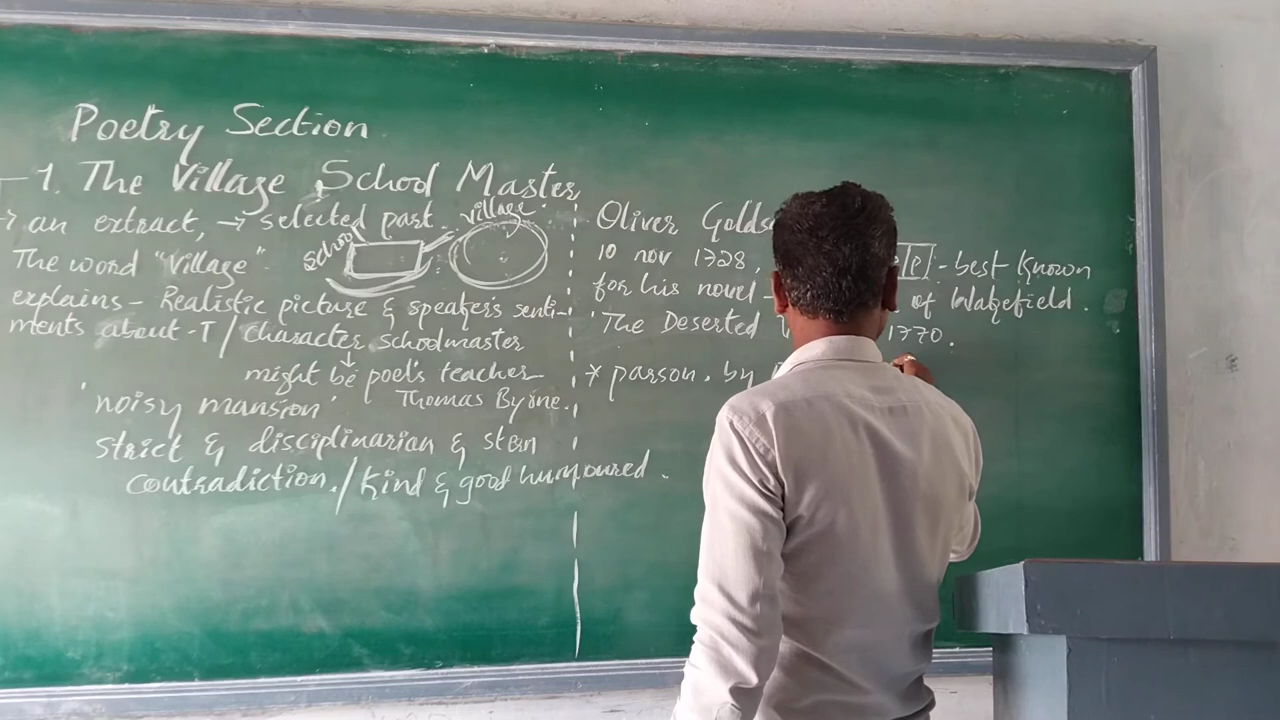 Poetry Section
1. The Village School Master
→ an extract, → selected part.
village
School
The word "Village"
explains - Realistic picture & speaker's senti-
ments about - T / character schoolmaster
↓
might be poet's teacher
'noisy mansion' Thomas Byrne.
strict & disciplinarian & stern
contradiction. / Kind & good humoured.
Oliver
10 nov 1728, - best known
for his novel - of Wakefield.
'The Deserted 1770.
* parson. by